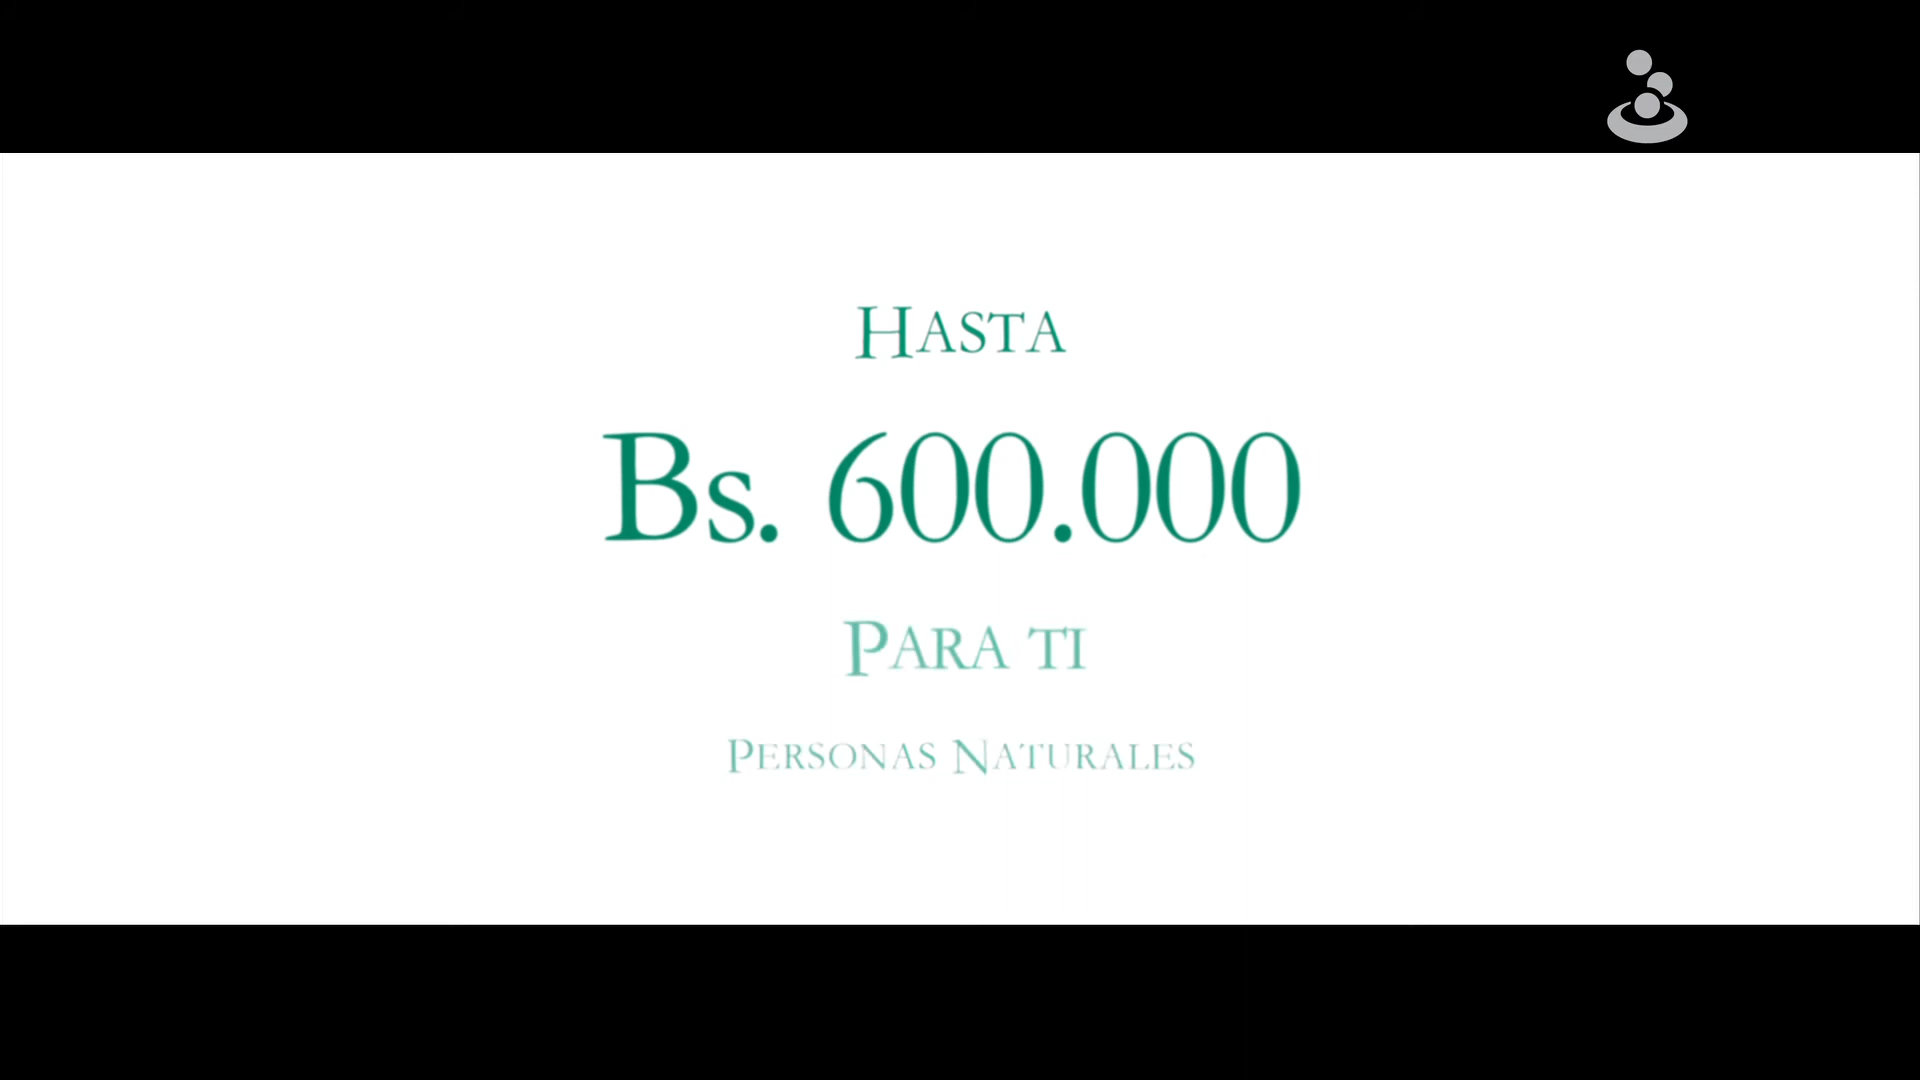 Hasta
Bs. 600.000
Para ti
Personas Naturales